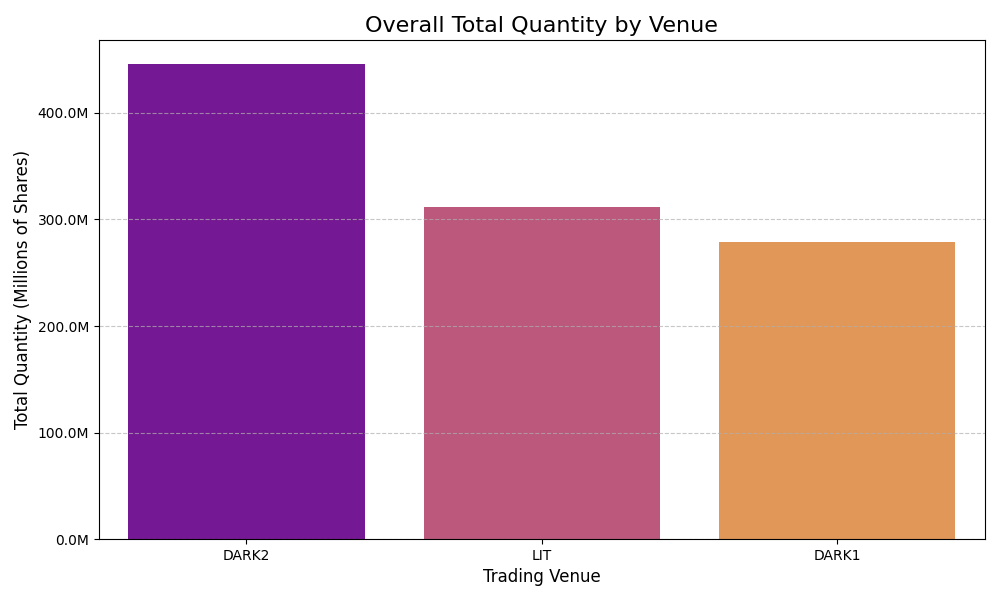 Overall Total Quantity by Venue
Total Quantity (Millions of Shares)
400.0M
300.0M
200.0M
100.0M
0.0M
DARK2
LIT
DARK1
Trading Venue